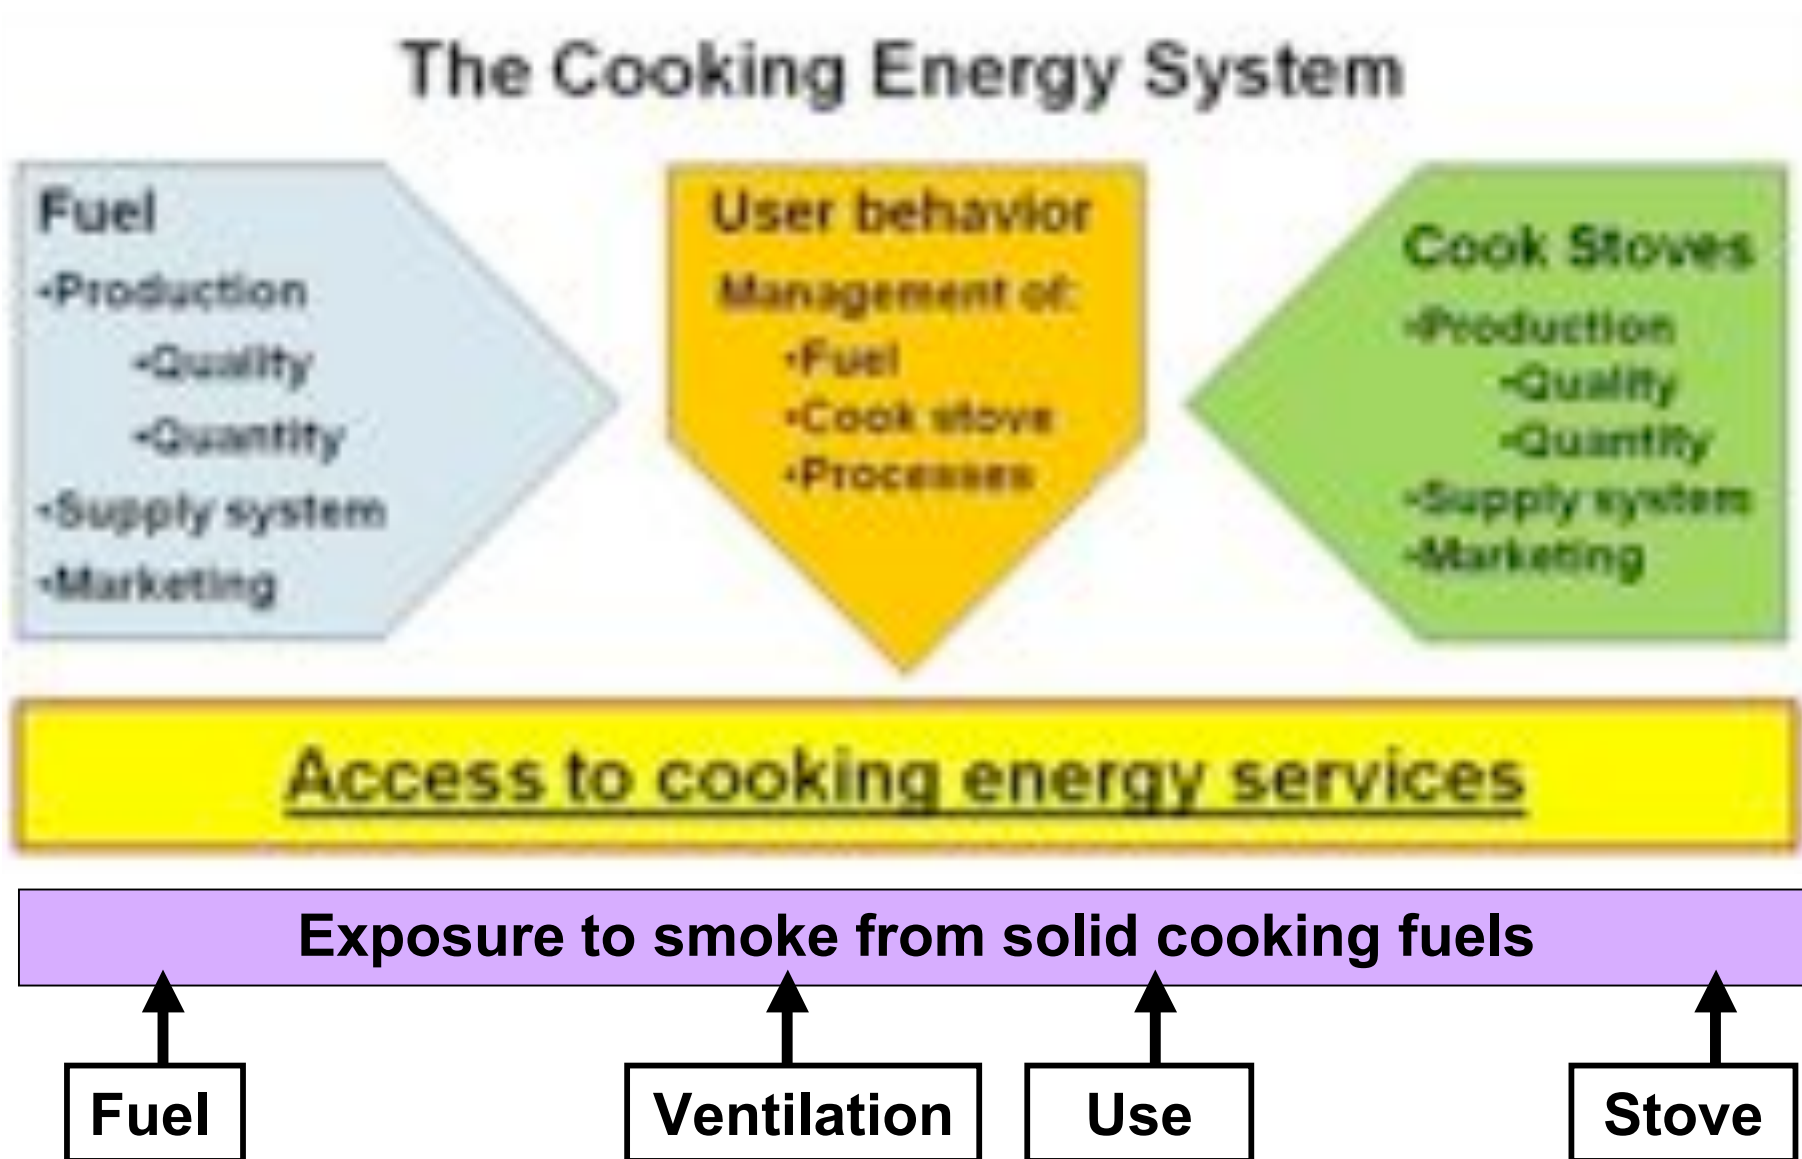 The Cooking Energy System
Fuel
•Production
•Quality
•Quantity
•Supply system
•Marketing
User behavior
Management of:
•Fuel
•Cook stove
•Processes
Cook Stoves
•Production
•Quality
•Quantity
•Supply system
•Marketing
Access to cooking energy services
Exposure to smoke from solid cooking fuels
Fuel
Ventilation
Use
Stove